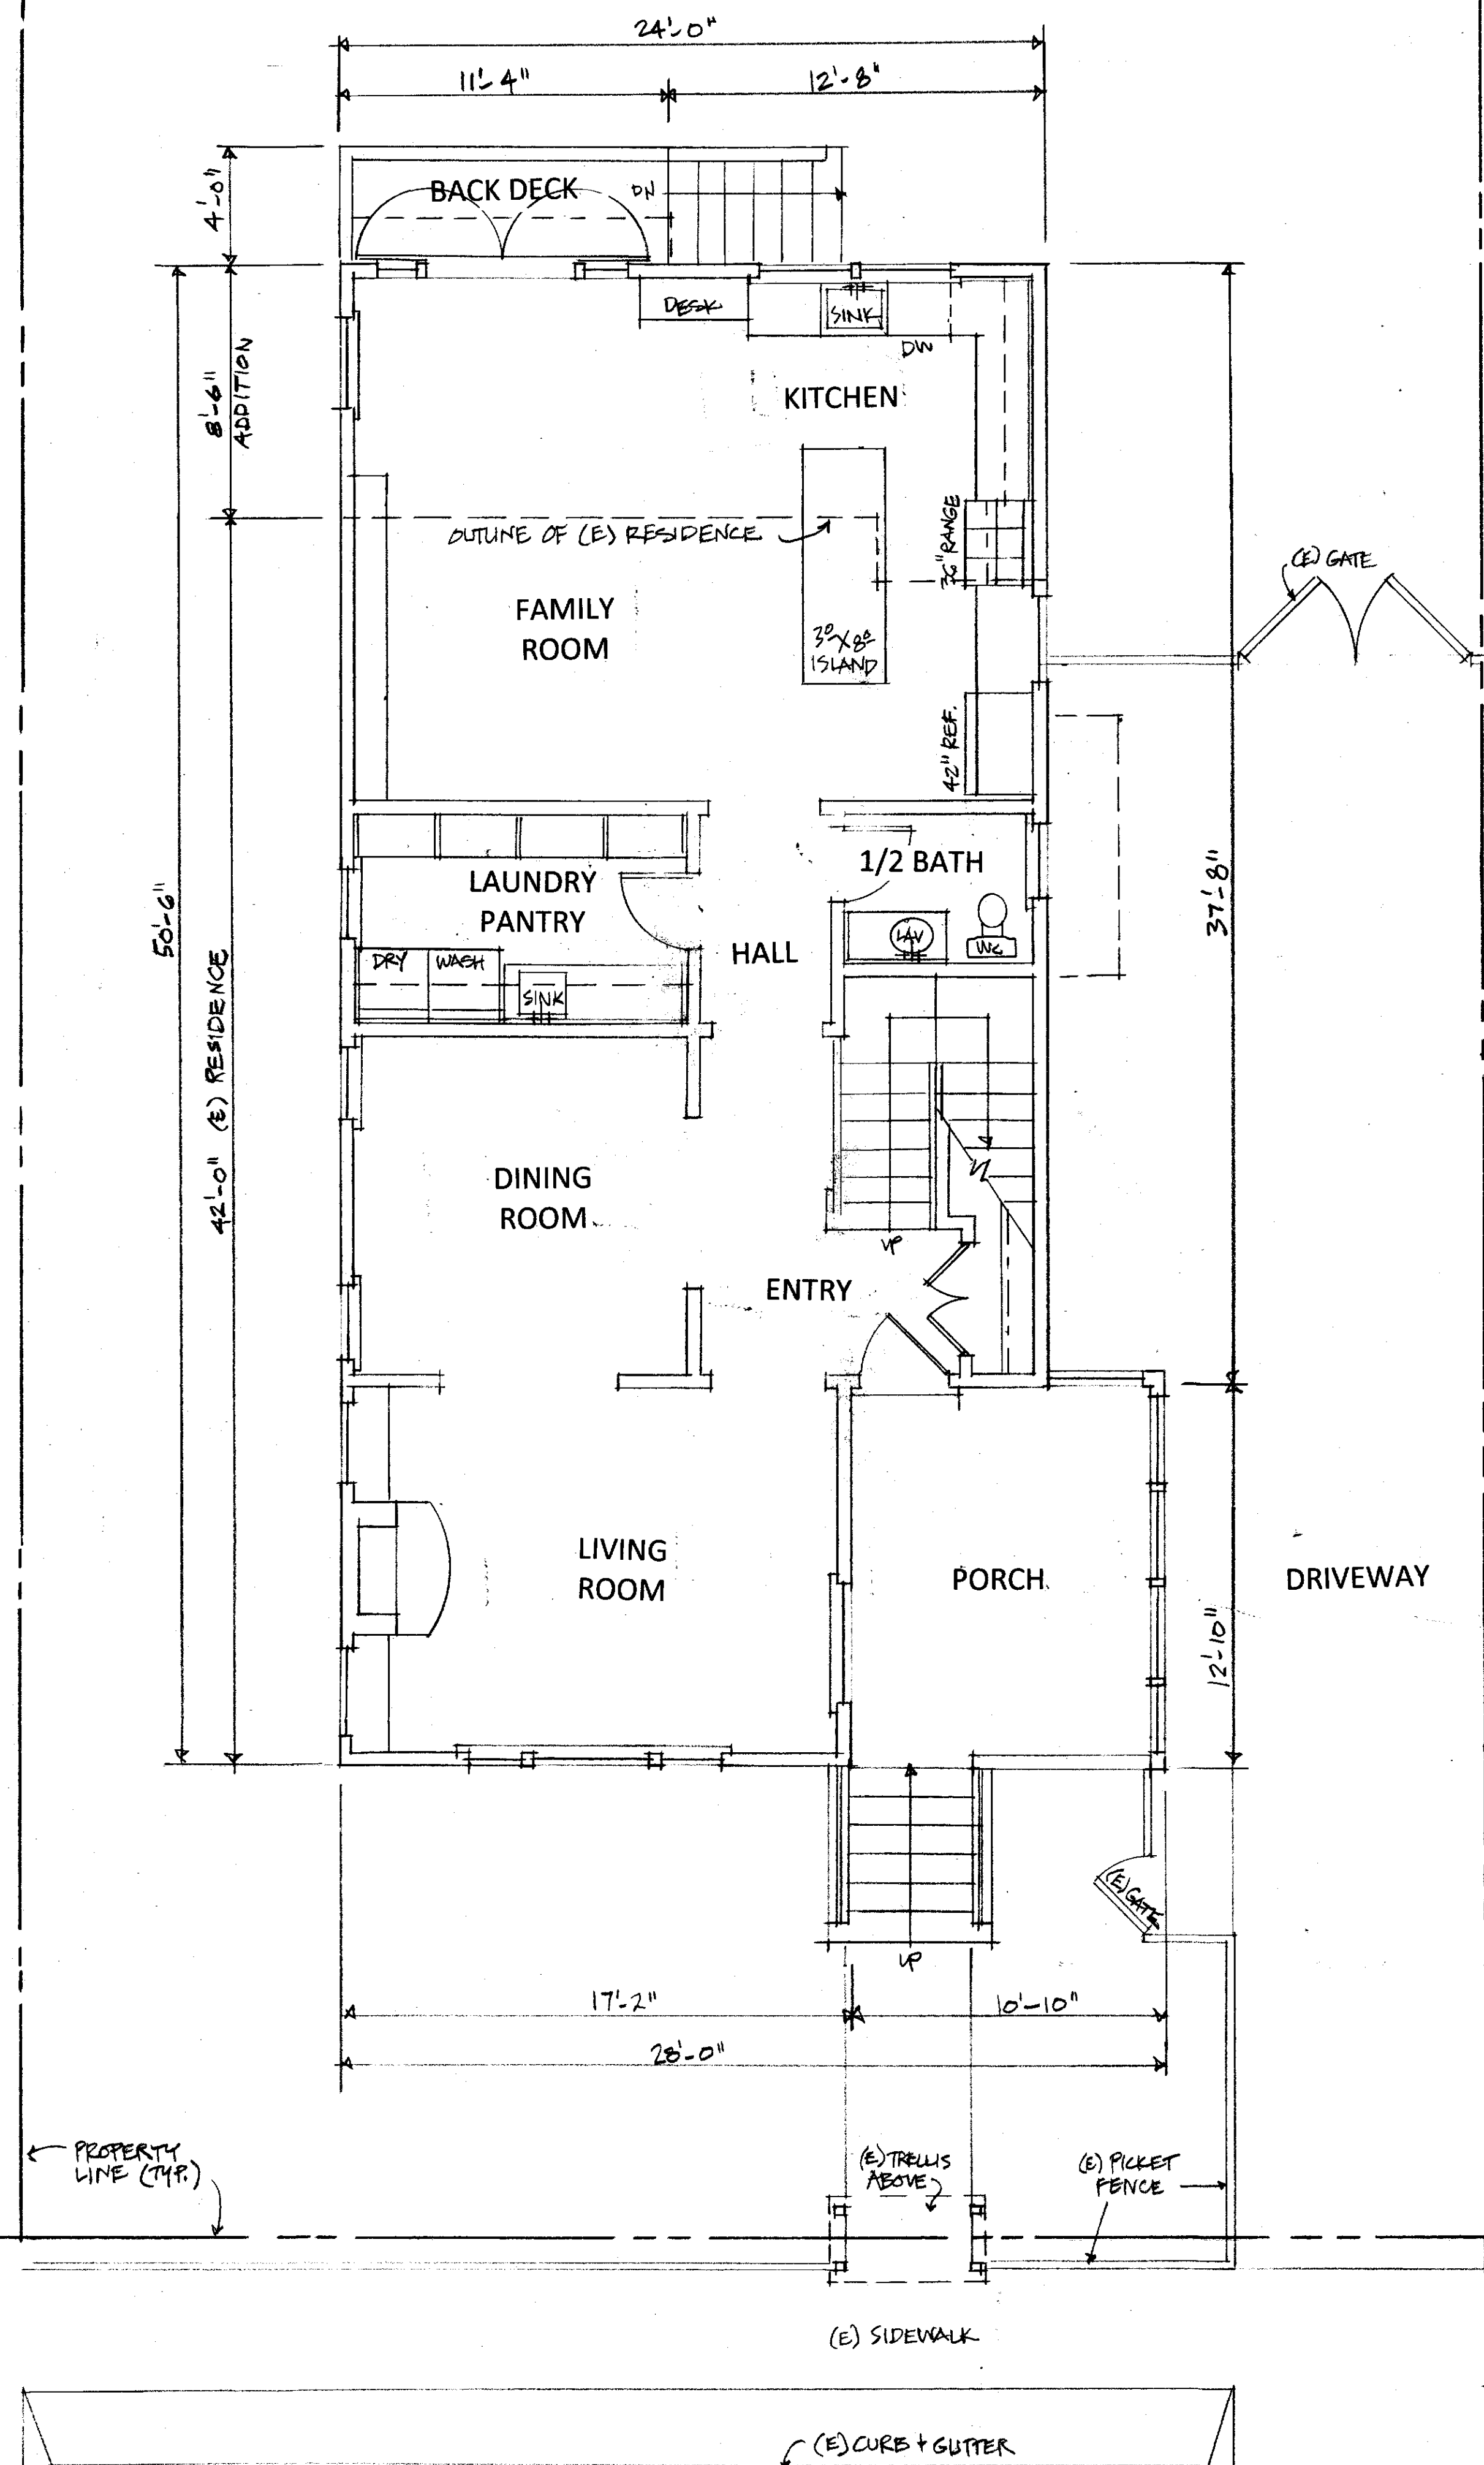 24'-0"
11'-4"
12'-8"
4'-0"
BACK DECK
DN
DESK
SINK
DW
8'-6"
ADDITION
KITCHEN
OUTLINE OF (E) RESIDENCE
36" RANGE
(E) GATE
FAMILY
ROOM
3⁰X8⁰
ISLAND
42" REF.
1/2 BATH
LAUNDRY
PANTRY
50'-6"
37'-8"
LAV
WC
HALL
DRY
WASH
SINK
42'-0" (E) RESIDENCE
DINING
ROOM
UP
ENTRY
LIVING
ROOM
PORCH
DRIVEWAY
12'-10"
(E) GATE
UP
17'-2"
10'-10"
28'-0"
PROPERTY
LINE (TYP.)
(E) TRELLIS
ABOVE
(E) PICKET
FENCE
(E) SIDEWALK
(E) CURB + GUTTER